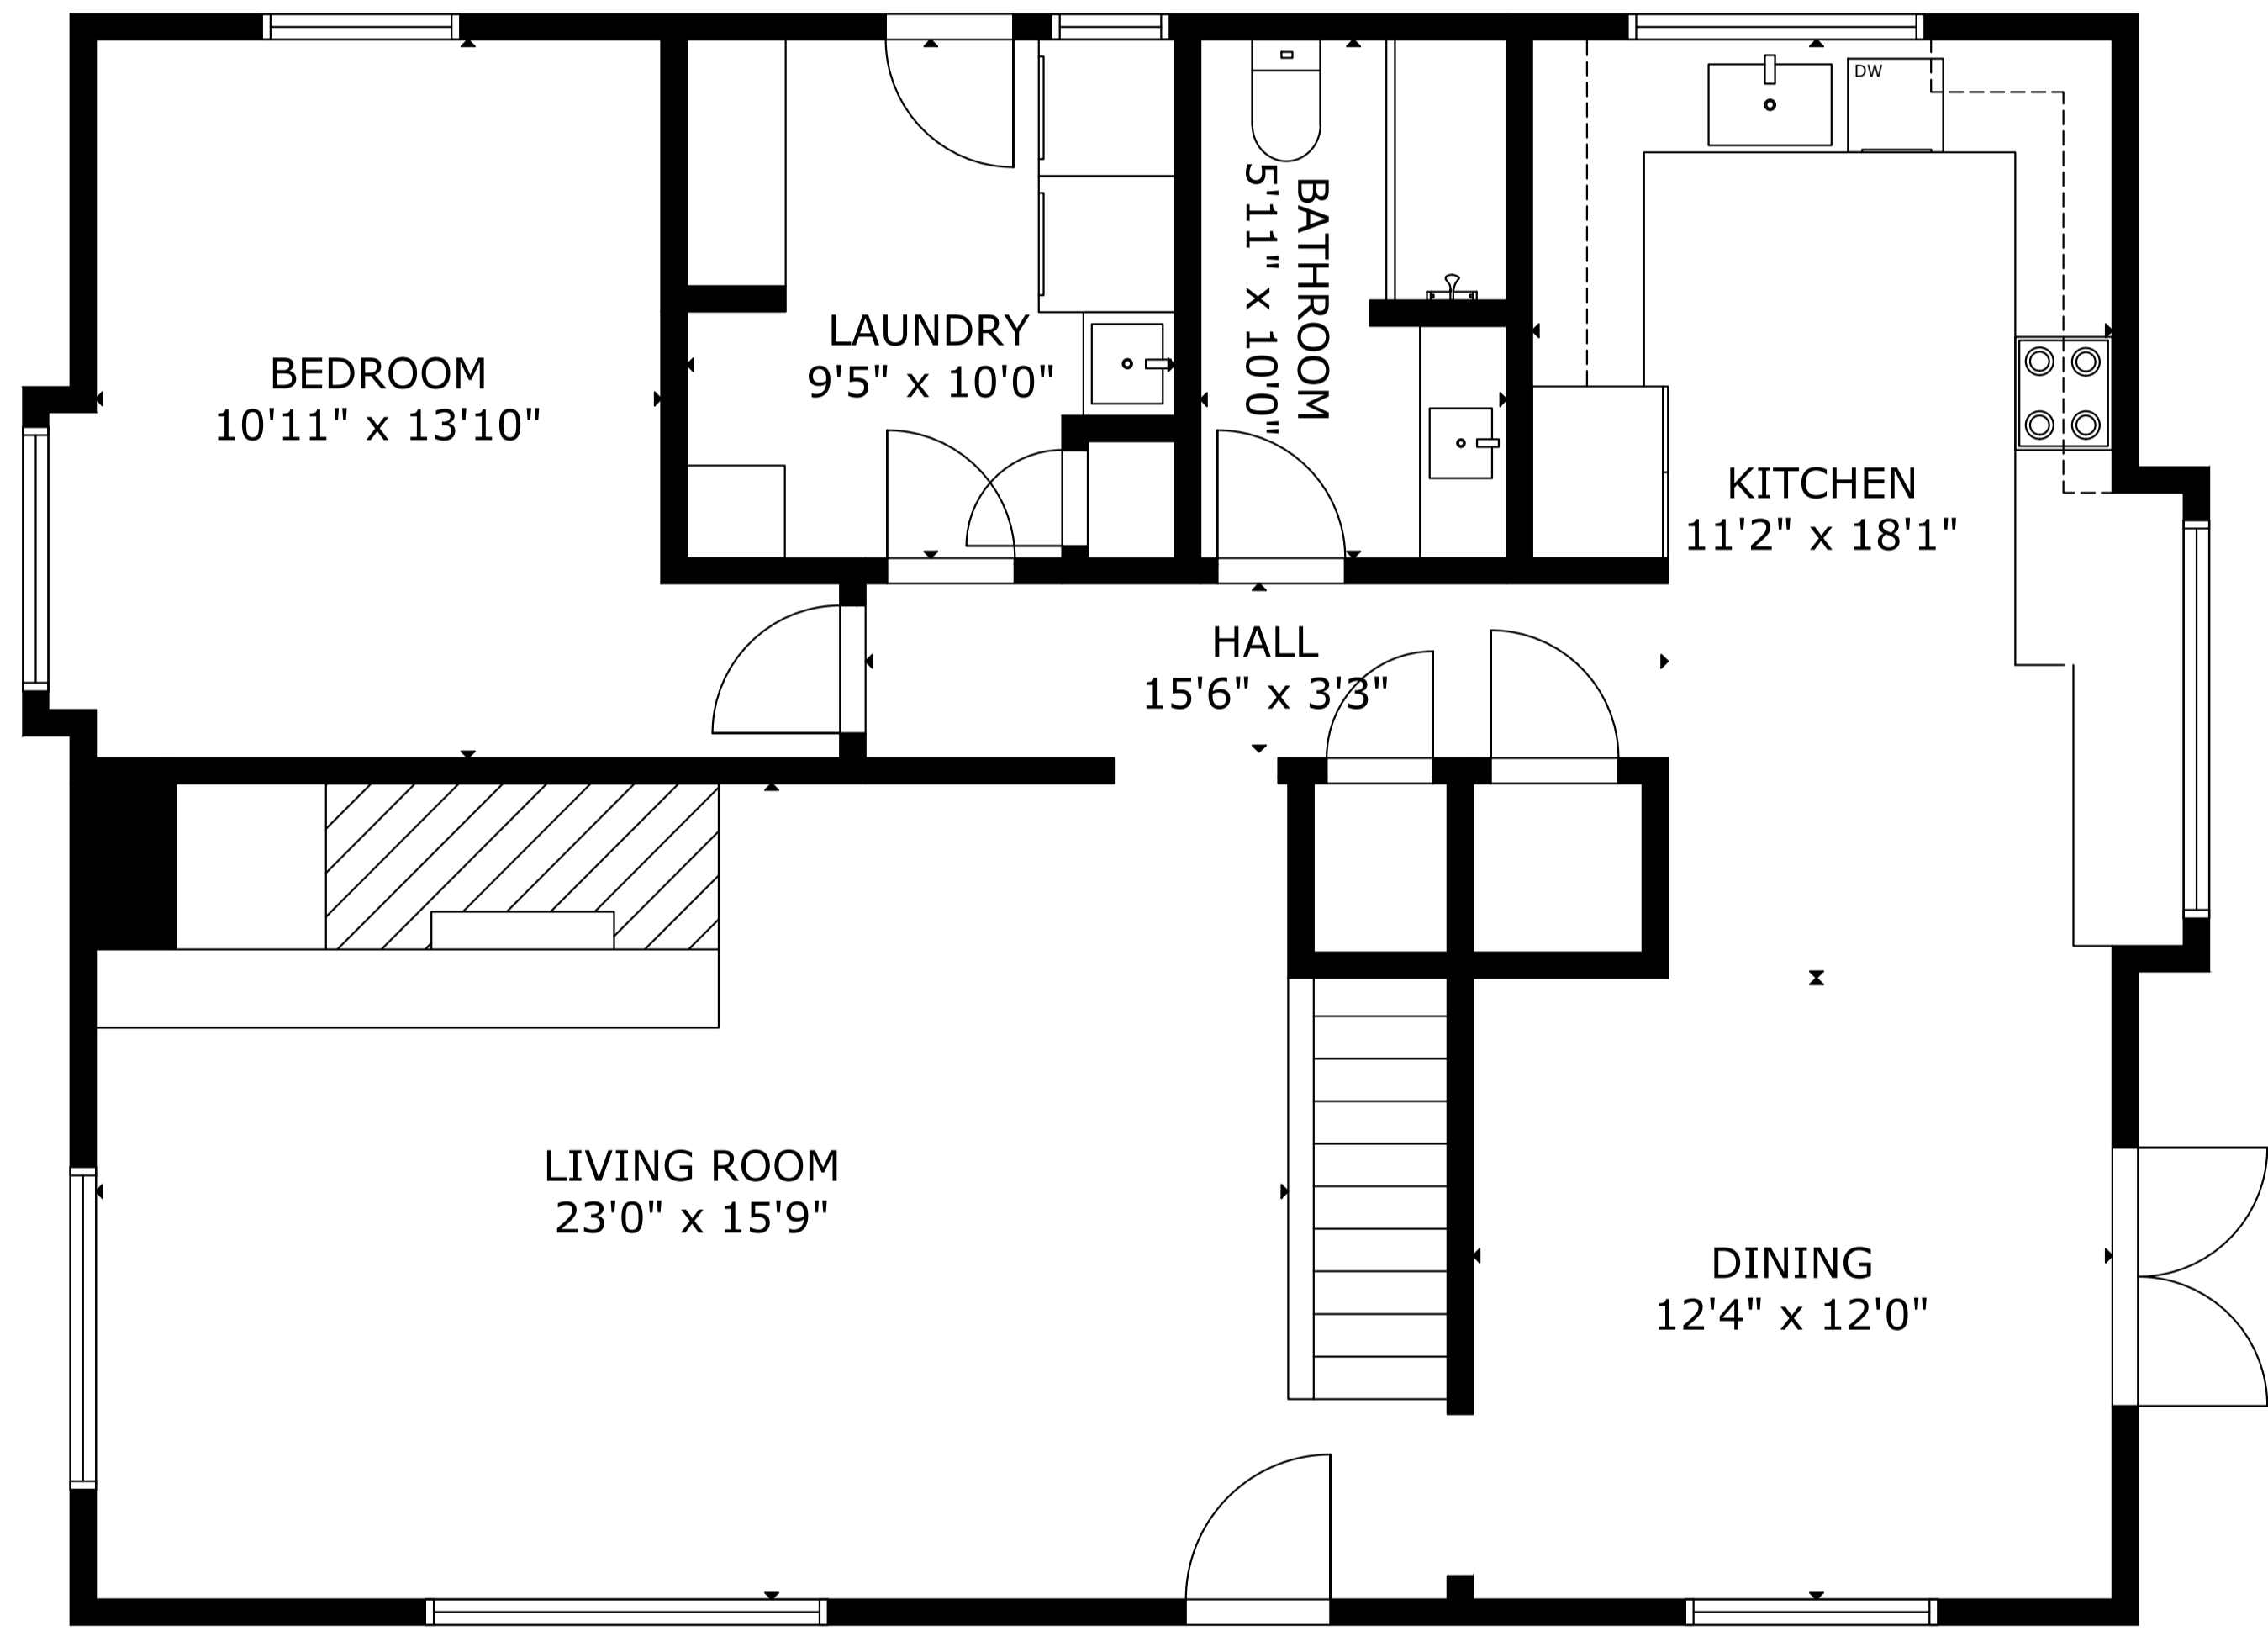 DW
BEDROOM
10'11" x 13'10"
LAUNDRY
9'5" x 10'0"
BATHROOM
5'11" x 10'0"
KITCHEN
11'2" x 18'1"
HALL
15'6" x 3'3"
LIVING ROOM
23'0" x 15'9"
DINING
12'4" x 12'0"